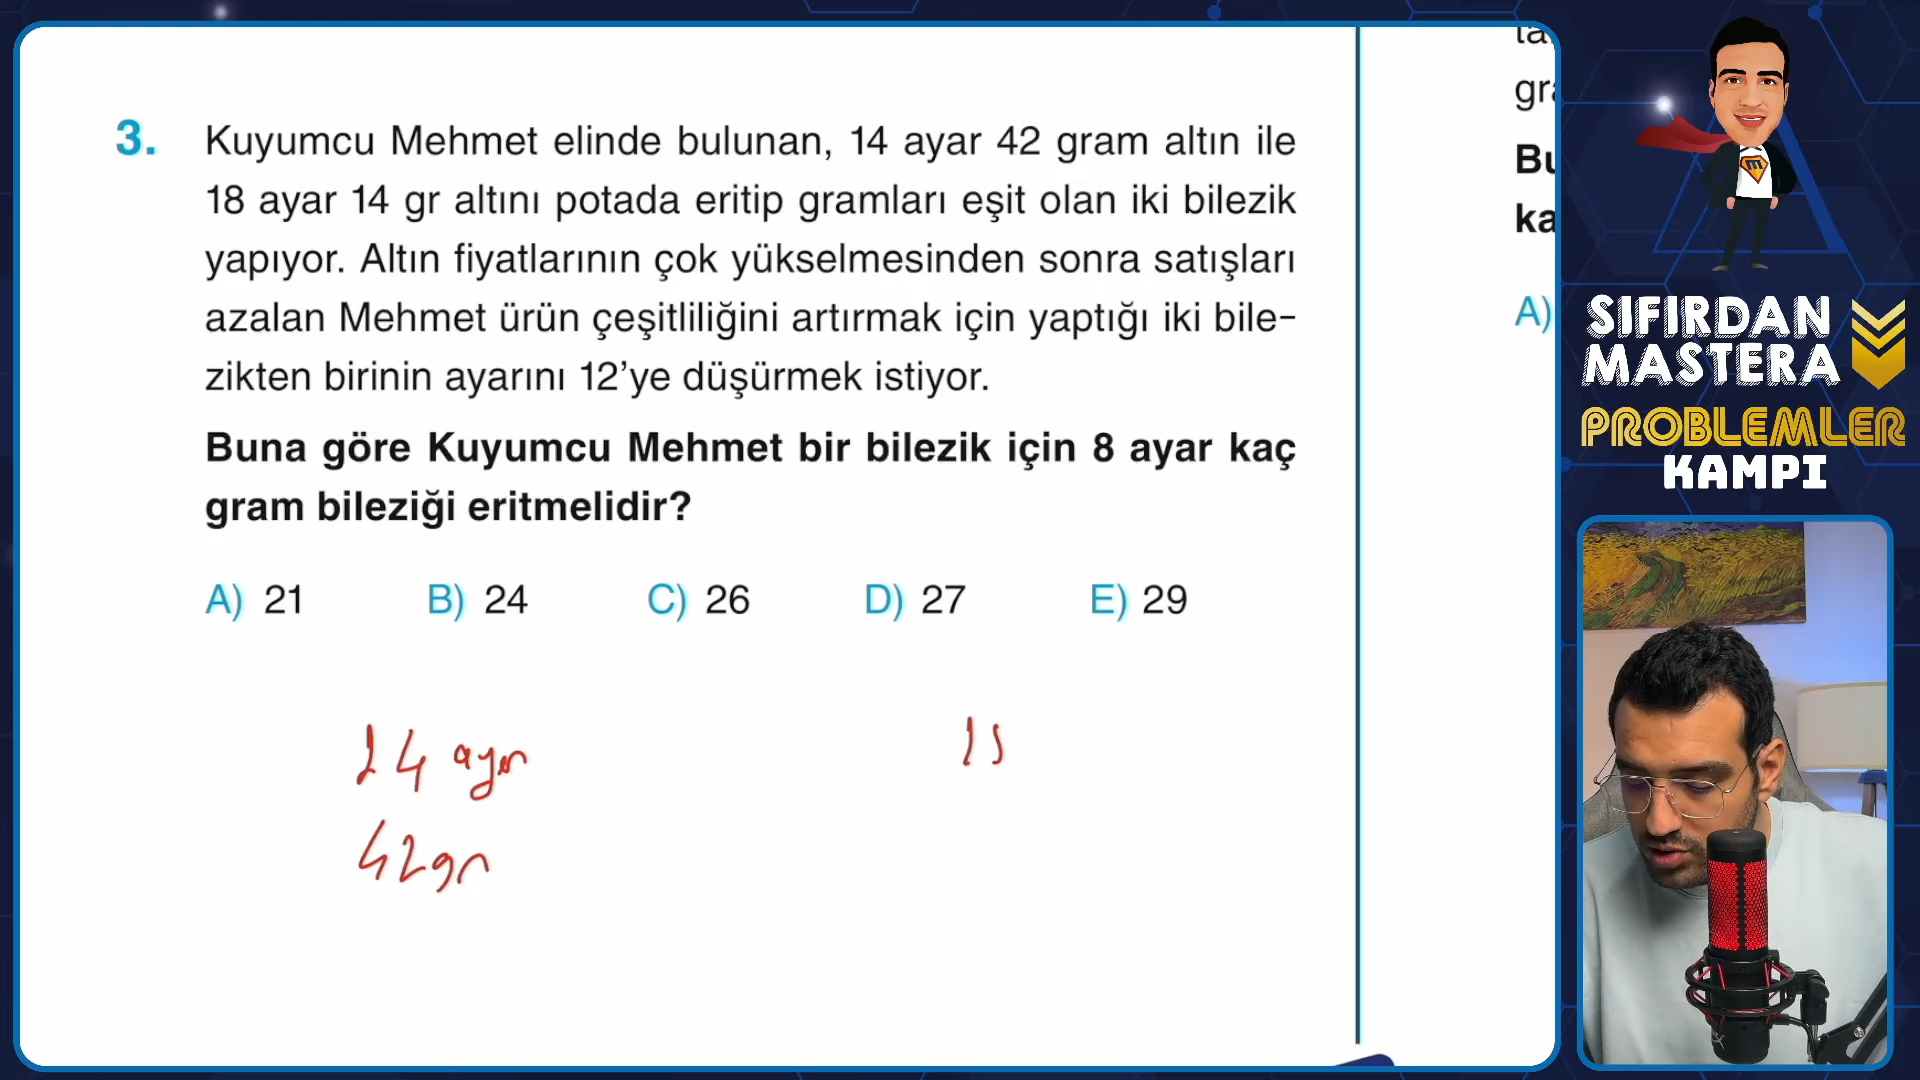 3.
Kuyumcu Mehmet elinde bulunan, 14 ayar 42 gram altın ile
18 ayar 14 gr altını potada eritip gramları eşit olan iki bilezik
yapıyor. Altın fiyatlarının çok yükselmesinden sonra satışları
azalan Mehmet ürün çeşitliliğini artırmak için yaptığı iki bile-
zikten birinin ayarını 12’ye düşürmek istiyor.
Buna göre Kuyumcu Mehmet bir bilezik için 8 ayar kaç
gram bileziği eritmelidir?
A) 21 B) 24 C) 26 D) 27 E) 29
14 ayar
42gr
A)
SIFIRDAN
MASTERA
PROBLEMLER
KAMPI